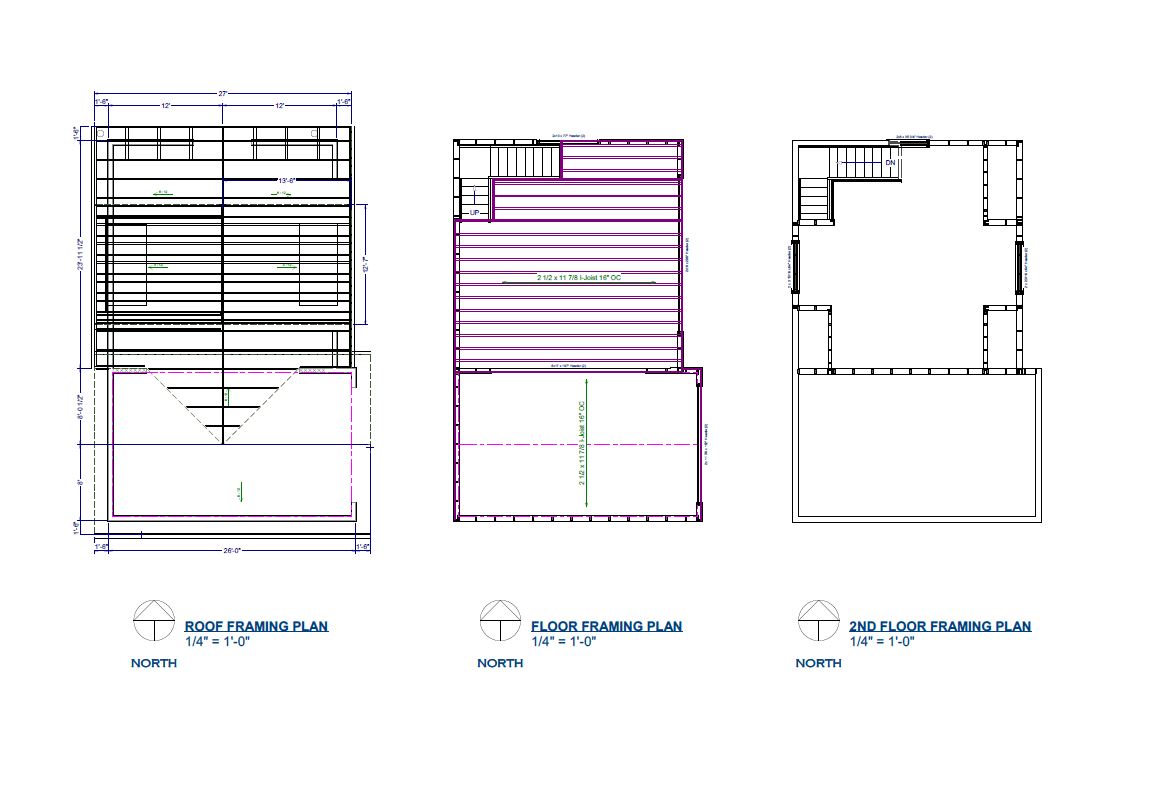 27'
1'-6" 12' 12' 1'-6"
1'-6"
13'-6"
23'-11 1/2"
12'-7"
8'-0 1/2"
8'
1'-6"
1'-6" 26'-0" 1'-6"
ROOF FRAMING PLAN
1/4" = 1'-0"
NORTH
UP
2 1/2 x 11 7/8 I-Joist 16" OC
2 1/2 x 11 7/8 I-Joist 16" OC
FLOOR FRAMING PLAN
1/4" = 1'-0"
NORTH
DN
2ND FLOOR FRAMING PLAN
1/4" = 1'-0"
NORTH